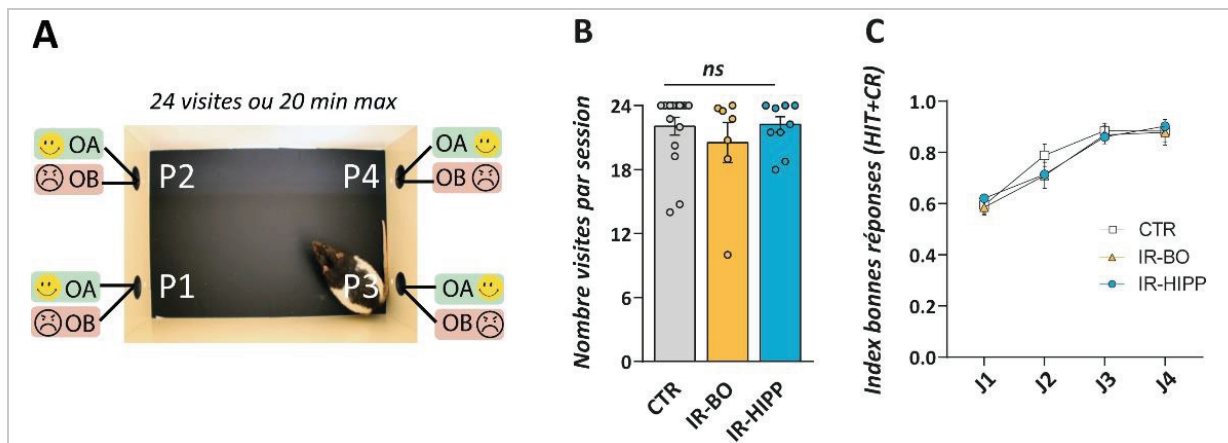 A
24 visites ou 20 min max
OA
OB
P2
P4
OA
OB
OA
OB
P1
P3
OA
OB
B
ns
Nombre visites par session
24
18
12
6
0
CTR
IR-BO
IR-HIPP
C
Index bonnes réponses (HIT+CR)
1.0
0.8
0.6
0.4
0.2
0.0
CTR
IR-BO
IR-HIPP
J1
J2
J3
J4